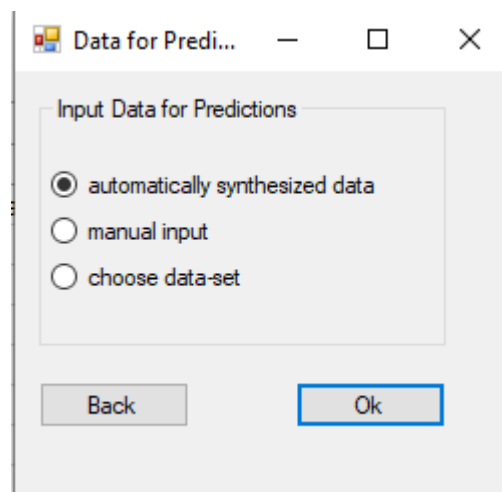 Data for Predi...
Input Data for Predictions
automatically synthesized data
manual input
choose data-set
Back Ok